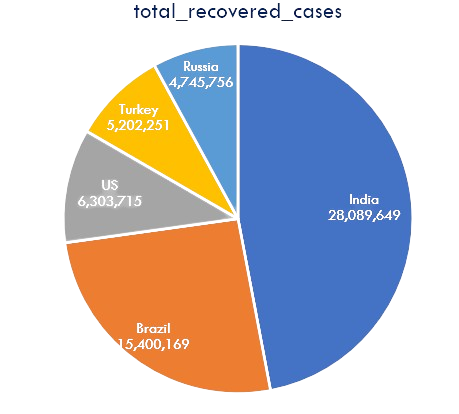 total_recovered_cases
Russia
4,745,756
Turkey
5,202,251
US
6,303,715
India
28,089,649
Brazil
15,400,169